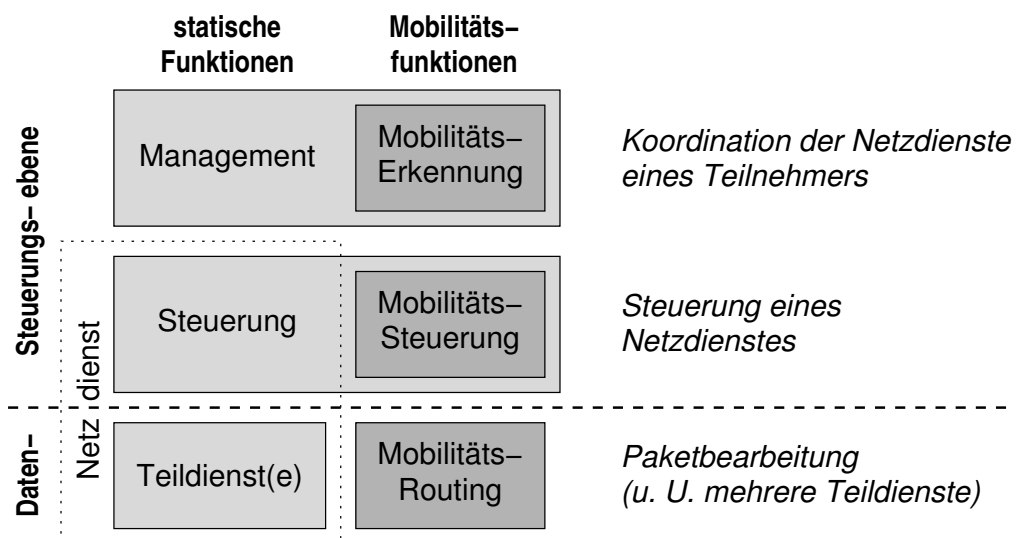 statische
Funktionen
Mobilitäts–
funktionen
Steuerungs– ebene
Management
Mobilitäts–
Erkennung
Koordination der Netzdienste
eines Teilnehmers
Netz dienst
Steuerung
Mobilitäts–
Steuerung
Steuerung eines
Netzdienstes
Daten–
Teildienst(e)
Mobilitäts–
Routing
Paketbearbeitung
(u. U. mehrere Teildienste)